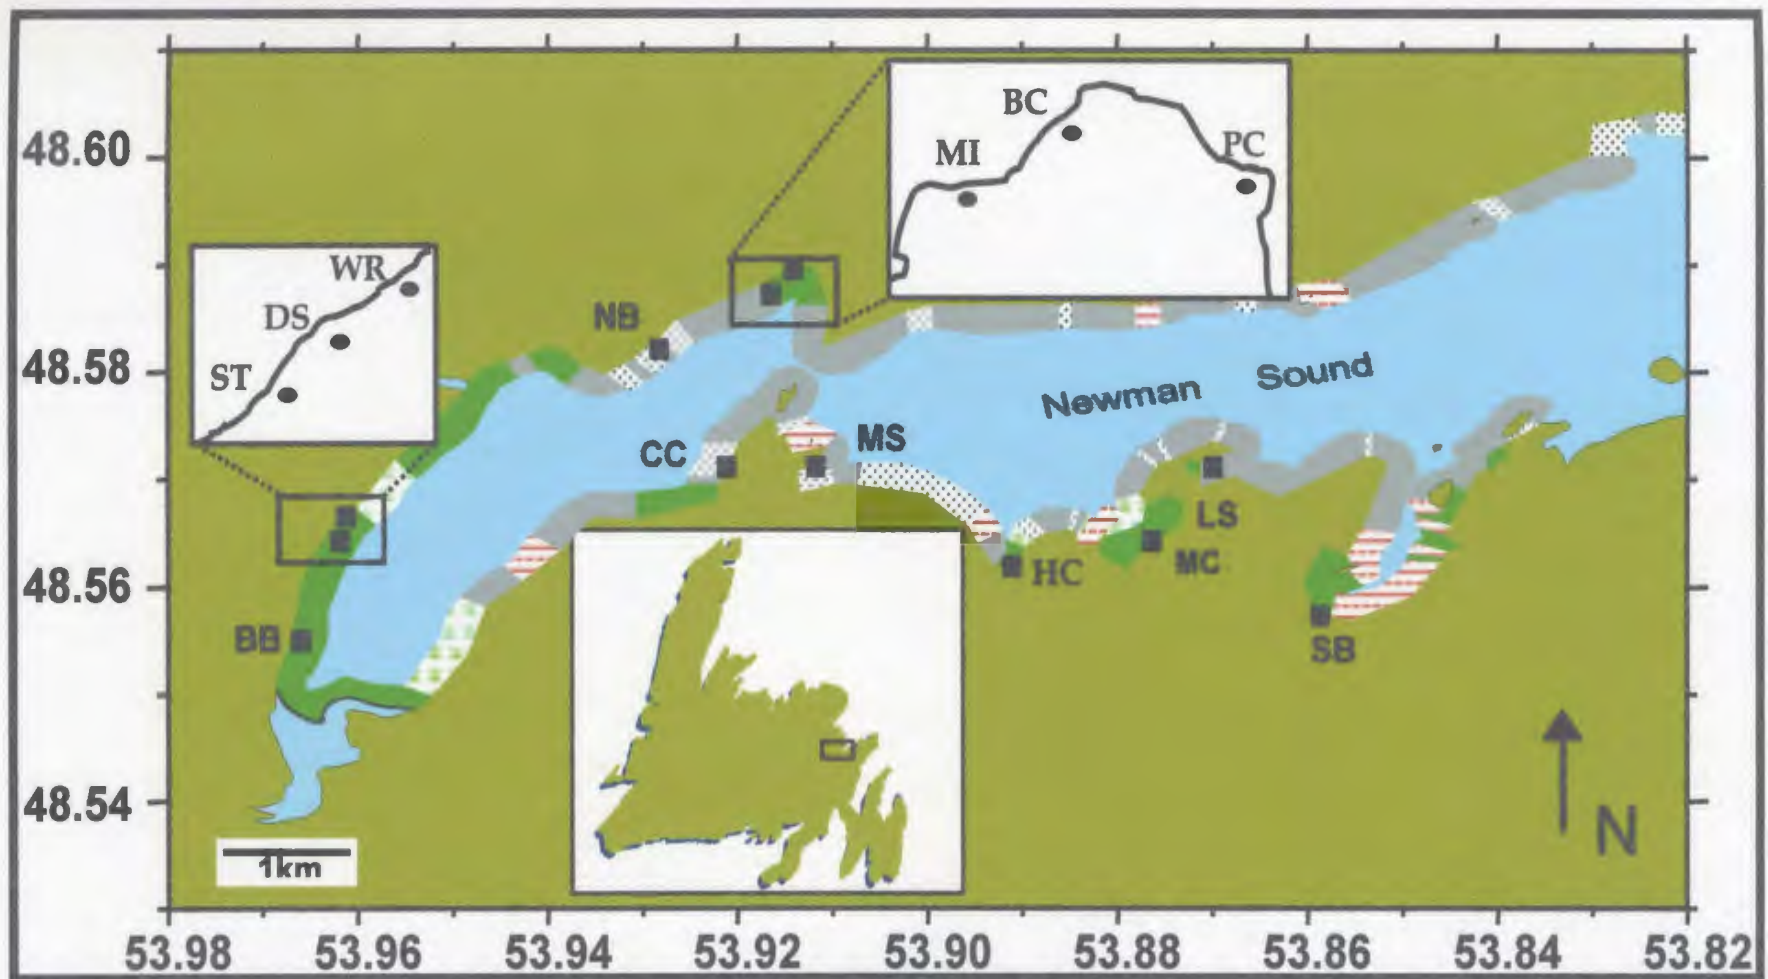 BC
48.60
MI
PC
WR
DS
NB
48.58
ST
Newman Sound
CC
MS
LS
HC
MC
48.56
BB
SB
48.54
N
1km
53.98
53.96
53.94
53.92
53.90
53.88
53.86
53.84
53.82